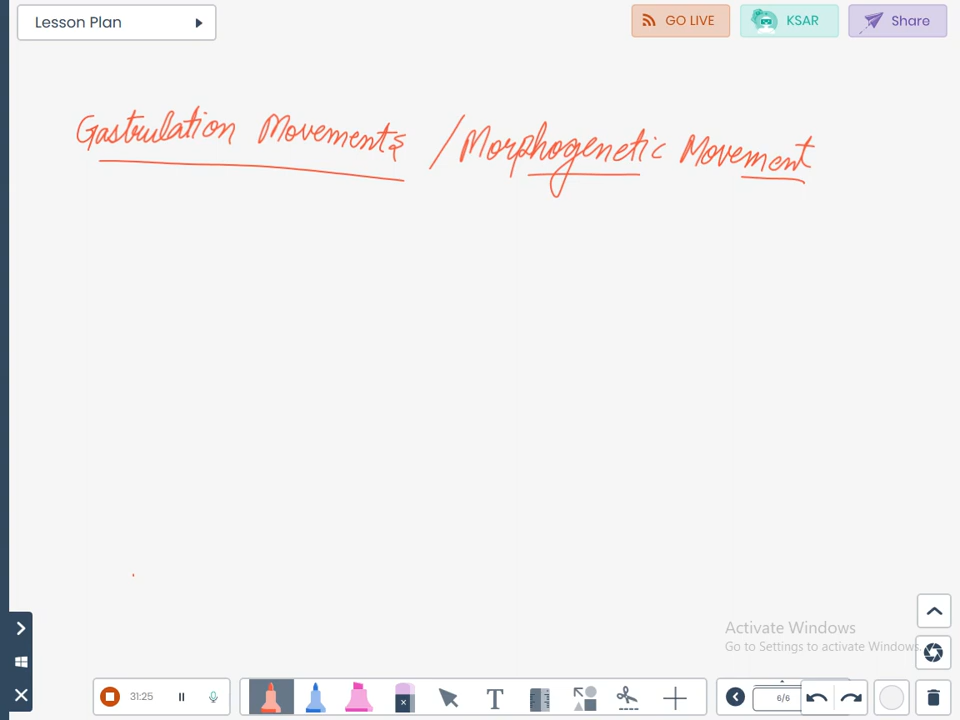 Lesson Plan
GO LIVE
KSAR
Share
Gastrulation Movements / Morphogenetic Movement
Activate Windows
Go to Settings to activate Windows.
31:25
T
6/6